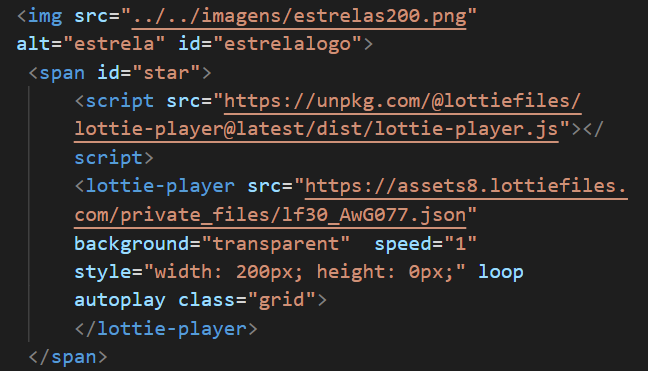 <img src="../../imagens/estrelas200.png"
alt="estrela" id="estrelalogo">
<span id="star">
<script src="https://unpkg.com/@lottiefiles/
lottie-player@latest/dist/lottie-player.js"></
script>
<lottie-player src="https://assets8.lottiefiles.
com/private_files/lf30_AwG077.json"
background="transparent"  speed="1"
style="width: 200px; height: 0px;" loop
autoplay class="grid">
</lottie-player>
</span>